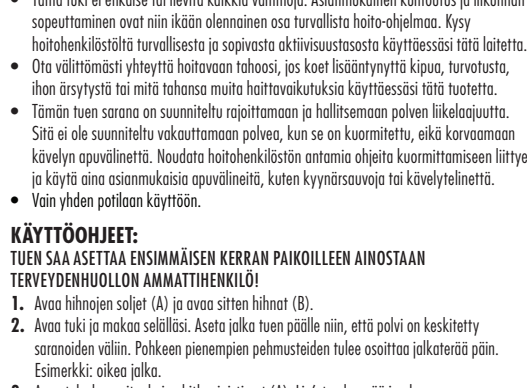 • Tämä tuki ei ehkäise tai lievitä kaikkia vammoja. Asianmukainen kuntoutus ja liikunnan
sopeuttaminen ovat niin ikään olennainen osa turvallista hoito-ohjelmaa. Kysy
hoitohenkilöstöltä turvallisesta ja sopivasta aktiivisuustasosta käyttäessäsi tätä laitetta.
• Ota välittömästi yhteyttä hoitavaan tahoosi, jos koet lisääntynyttä kipua, turvotusta,
ihon ärsytystä tai mitä tahansa muita haittavaikutuksia käyttäessäsi tätä tuotetta.
• Tämän tuen sarana on suunniteltu rajoittamaan ja hallitsemaan polven liikelaajuutta.
Sitä ei ole suunniteltu vakauttamaan polvea, kun se on kuormitettu, eikä korvaamaan
kävelyn apuvälinettä. Noudata hoitohenkilöstön antamia ohjeita kuormittamiseen liittye
ja käytä aina asianmukaisia apuvälineitä, kuten kyynärsauvoja tai kävelytelinettä.
• Vain yhden potilaan käyttöön.
KÄYTTÖOHJEET:
TUEN SAA ASETTAA ENSIMMÄISEN KERRAN PAIKOILLEEN AINOSTAAN
TERVEYDENHUOLLON AMMATTIHENKILÖ!
1. Avaa hihnojen soljet (A) ja avaa sitten hihnat (B).
2. Avaa tuki ja makaa selälläsi. Aseta jalka tuen päälle niin, että polvi on keskitetty
saranoiden väliin. Pohkeen pienempien pehmusteiden tulee osoittaa jalkaterää päin.
Esimerkki: oikea jalka.